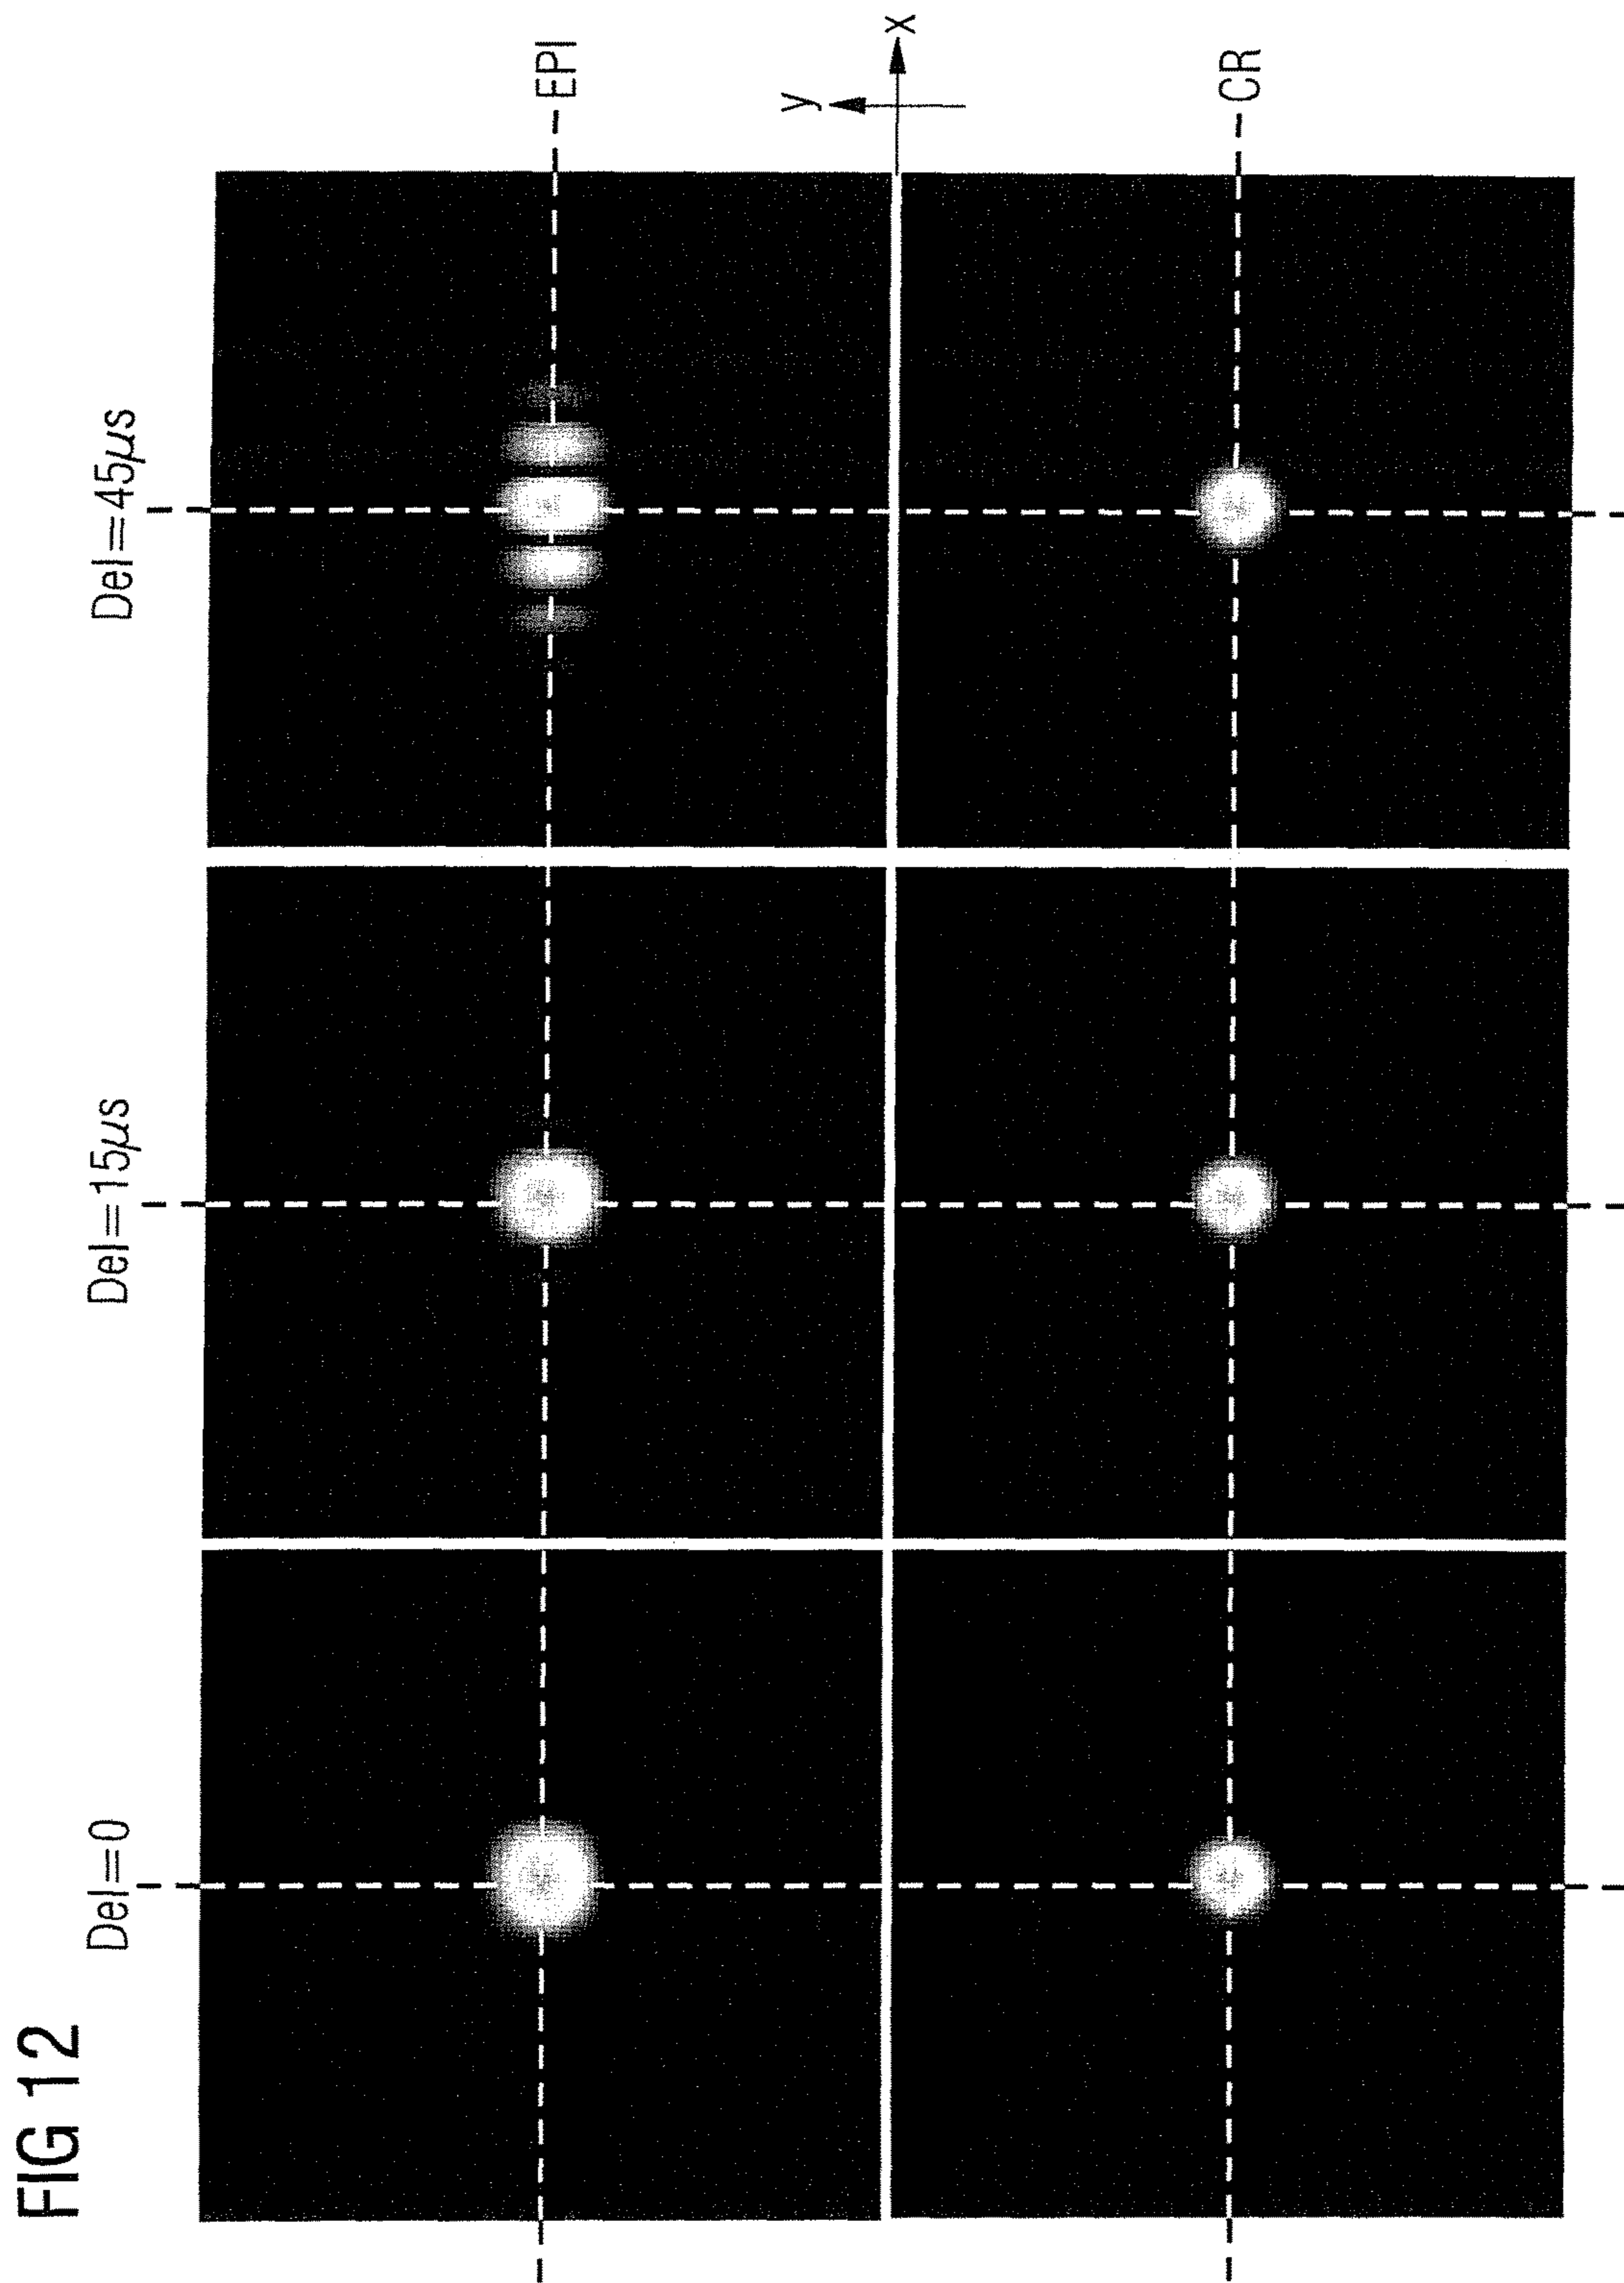 FIG 12
Del=0
Del=15μs
Del=45μs
EPI
y
x
CR